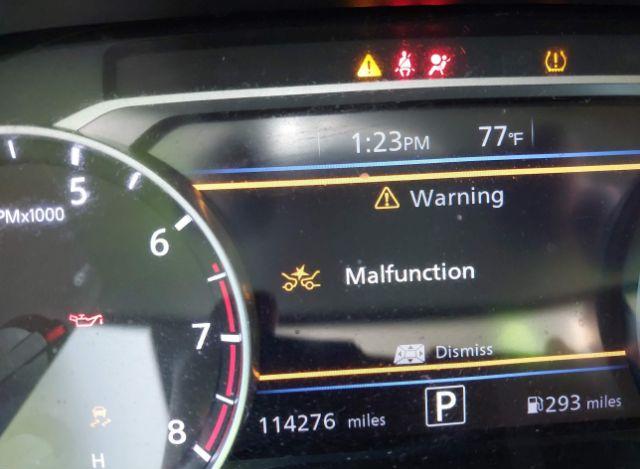 1:23PM 77°F
5
PMx1000
Warning
6
Malfunction
7
Dismiss
8
114276 miles P 293 miles
H